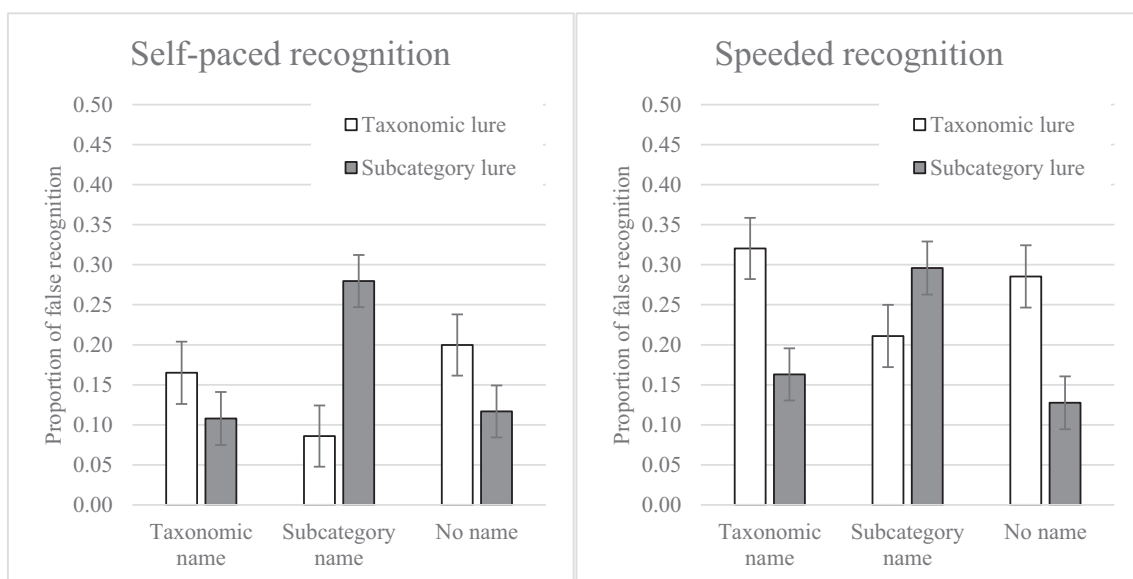 Self-paced recognition
Taxonomic lure
Subcategory lure
Proportion of false recognition
0.50
0.45
0.40
0.35
0.30
0.25
0.20
0.15
0.10
0.05
0.00
Taxonomic
name
Subcategory
name
No name
Speeded recognition
Taxonomic lure
Subcategory lure
Proportion of false recognition
0.50
0.45
0.40
0.35
0.30
0.25
0.20
0.15
0.10
0.05
0.00
Taxonomic
name
Subcategory
name
No name